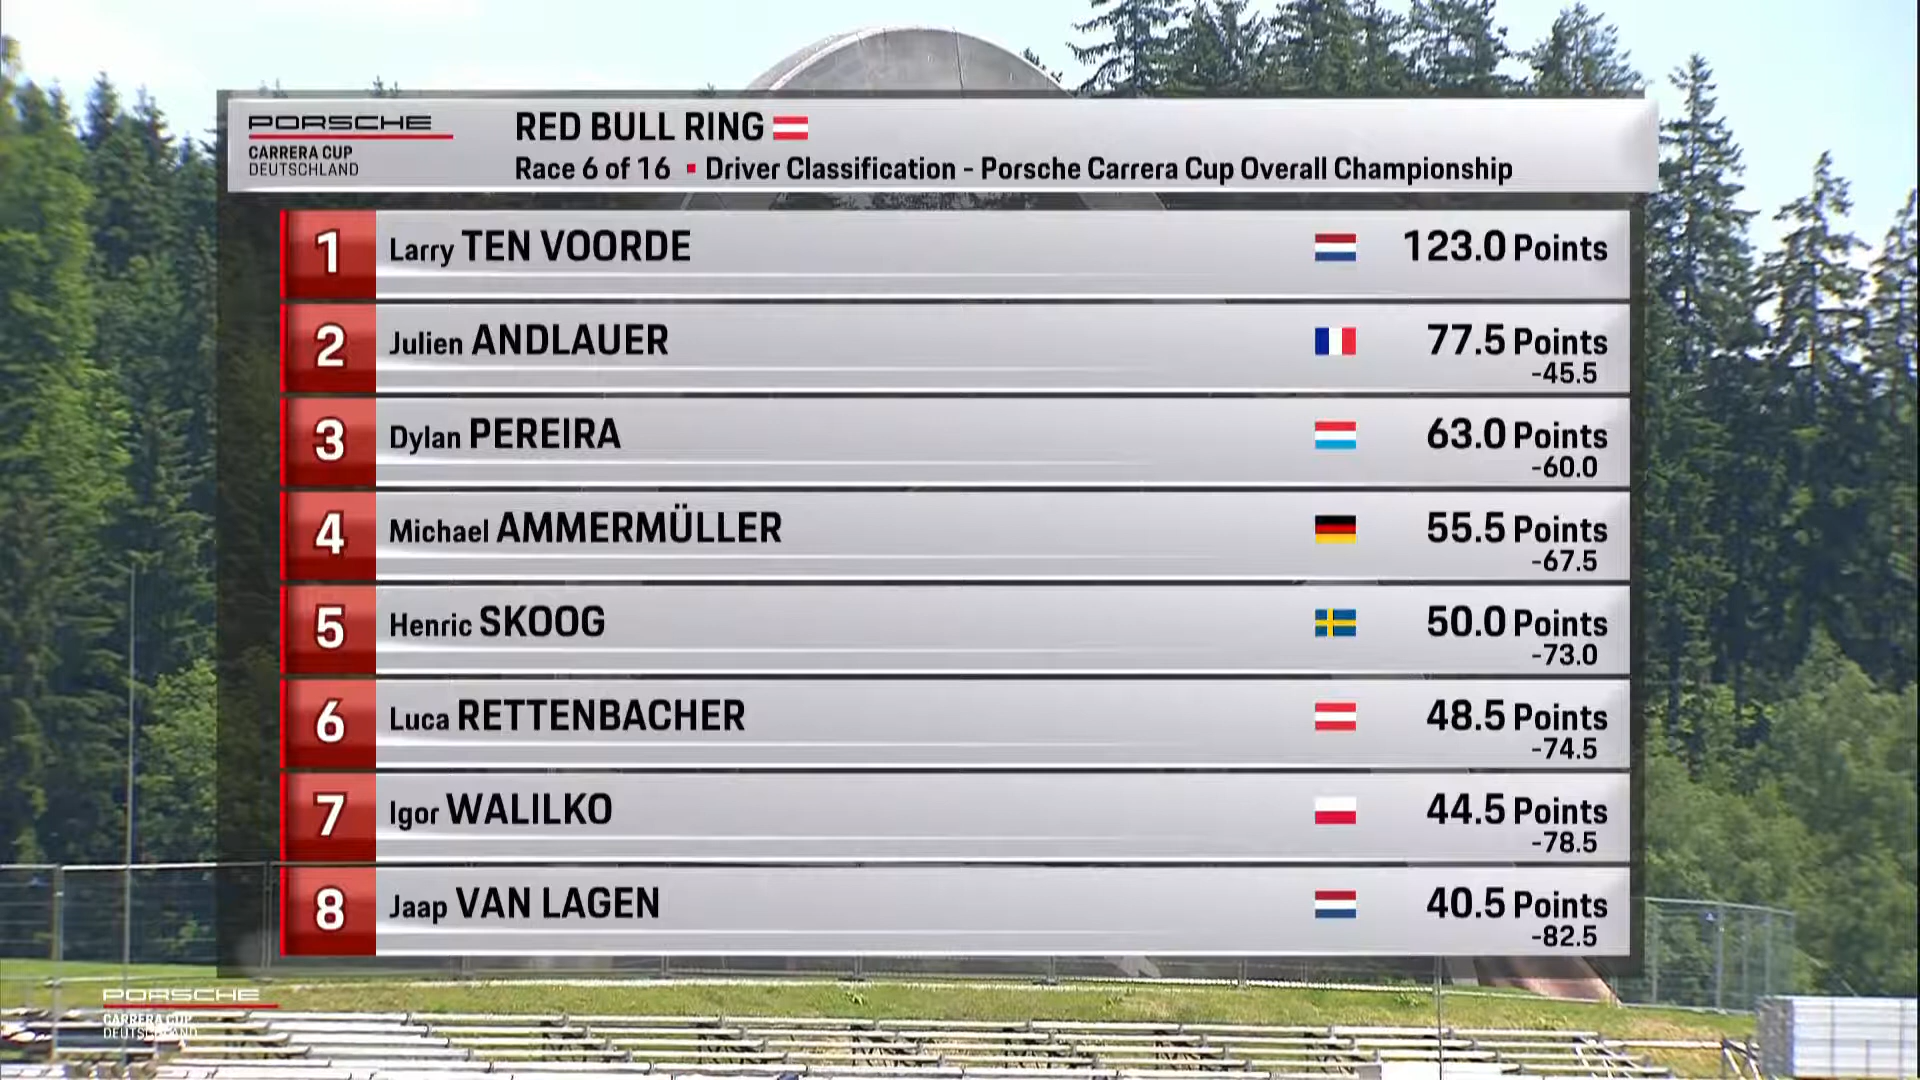 PORSCHE
CARRERA CUP
DEUTSCHLAND
RED BULL RING
Race 6 of 16 ▪ Driver Classification - Porsche Carrera Cup Overall Championship
1 Larry TEN VOORDE 123.0 Points
2 Julien ANDLAUER 77.5 Points
-45.5
3 Dylan PEREIRA 63.0 Points
-60.0
4 Michael AMMERMÜLLER 55.5 Points
-67.5
5 Henric SKOOG 50.0 Points
-73.0
6 Luca RETTENBACHER 48.5 Points
-74.5
7 Igor WALILKO 44.5 Points
-78.5
8 Jaap VAN LAGEN 40.5 Points
-82.5
PORSCHE
CARRERA CUP
DEUTSCHLAND